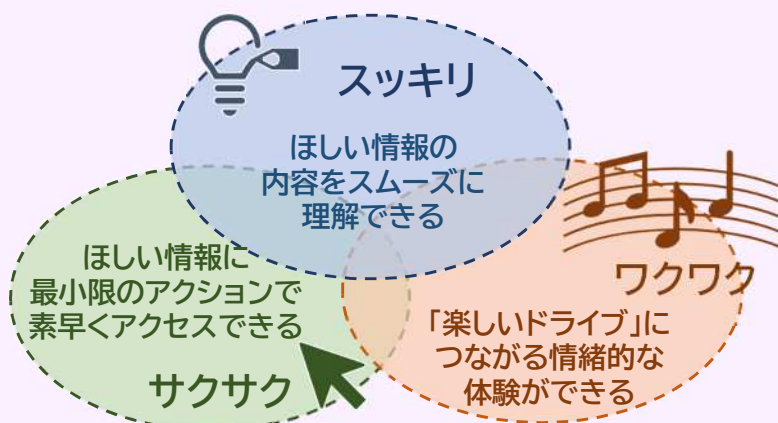 スッキリ
ほしい情報の
内容をスムーズに
理解できる
ほしい情報に
最小限のアクションで
素早くアクセスできる
サクサク
ワクワク
「楽しいドライブ」に
つながる情緒的な
体験ができる